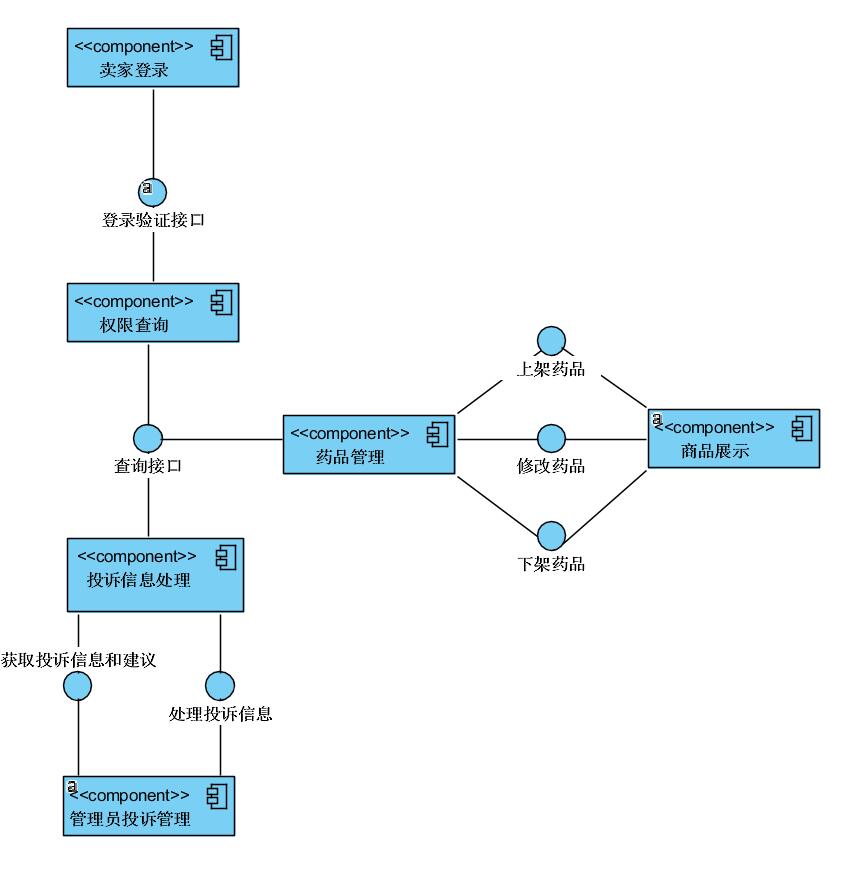 <<component>>
卖家登录
a
登录验证接口
<<component>>
权限查询
上架药品
<<component>>
药品管理
a
<<component>>
商品展示
查询接口
修改药品
<<component>>
投诉信息处理
下架药品
获取投诉信息和建议
处理投诉信息
a
<<component>>
管理员投诉管理